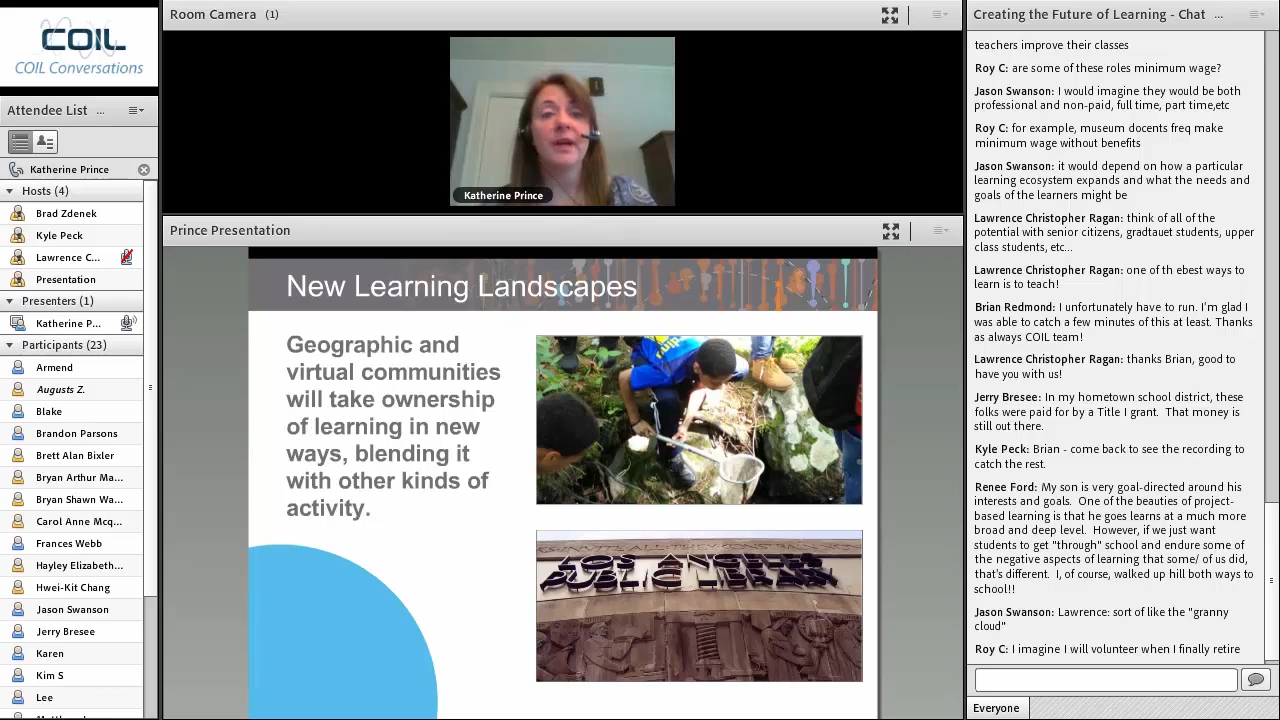 COIL
COIL Conversations
Attendee List ...
Katherine Prince
Hosts (4)
Brad Zdenek
Kyle Peck
Lawrence C...
Presentation
Presenters (1)
Katherine P...
Participants (23)
Armend
Augusts Z.
Blake
Brandon Parsons
Brett Alan Bixler
Bryan Arthur Ma...
Bryan Shawn Wa...
Carol Anne Mcq...
Frances Webb
Hayley Elizabeth...
Hwei-Kit Chang
Jason Swanson
Jerry Bresee
Karen
Kim S
Lee
Room Camera (1)
Katherine Prince
Prince Presentation
New Learning Landscapes
Geographic and
virtual communities
will take ownership
of learning in new
ways, blending it
with other kinds of
activity.
LOS ANGELES
PUBLIC LIBRARY
Creating the Future of Learning - Chat ...
teachers improve their classes
Roy C: are some of these roles minimum wage?
Jason Swanson: I would imagine they would be both
professional and non-paid, full time, part time,etc
Roy C: for example, museum docents freq make
minimum wage without benefits
Jason Swanson: it would depend on how a particular
learning ecosystem expands and what the needs and
goals of the learners might be
Lawrence Christopher Ragan: think of all of the
potential with senior citizens, gradtauet students, upper
class students, etc...
Lawrence Christopher Ragan: one of th ebest ways to
learnis to teach!
Brian Redmond: I unfortunately have to run. I'm glad I
was able to catch a few minutes of this at least. Thanks
as always COIL team!
Lawrence Christopher Ragan: thanks Brian, good to
have you with us!
Jerry Bresee: In my hometown school district, these
folks were paid for by a Title I grant. That money is
still out there.
Kyle Peck: Brian - come back to see the recording to
catch the rest.
Renee Ford: My son is very goal-directed around his
interests and goals. One of the beauties of project-
based learning is that he goes learns at a much more
broad and deep level. However, if we just want
students to get "through" school and endure some of
the negative aspects of learning that some/ of us did,
that's different. I, of course, walked up hill both ways to
school!!
Jason Swanson: Lawrence: sort of like the "granny
cloud"
Roy C: I imagine I will volunteer when I finally retire
Everyone